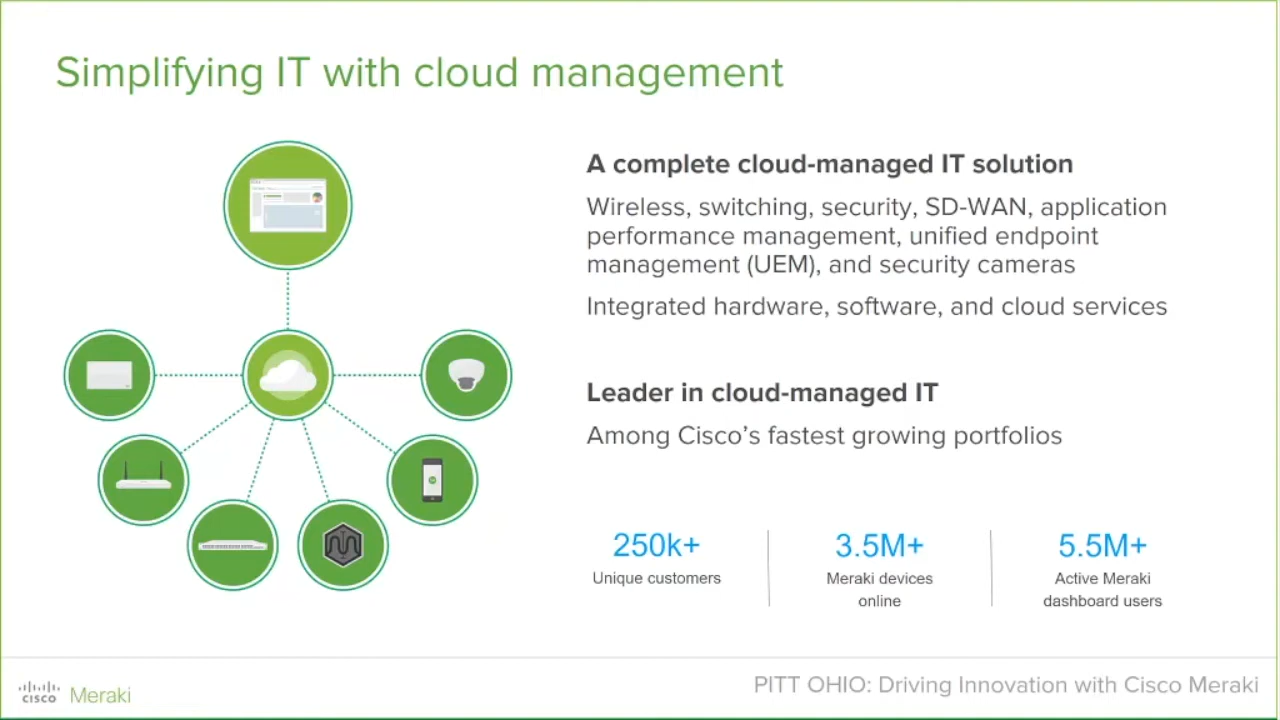 Simplifying IT with cloud management
A complete cloud-managed IT solution
Wireless, switching, security, SD-WAN, application
performance management, unified endpoint
management (UEM), and security cameras
Integrated hardware, software, and cloud services
Leader in cloud-managed IT
Among Cisco’s fastest growing portfolios
250k+
Unique customers
3.5M+
Meraki devices
online
5.5M+
Active Meraki
dashboard users
CISCO Meraki
PITT OHIO: Driving Innovation with Cisco Meraki